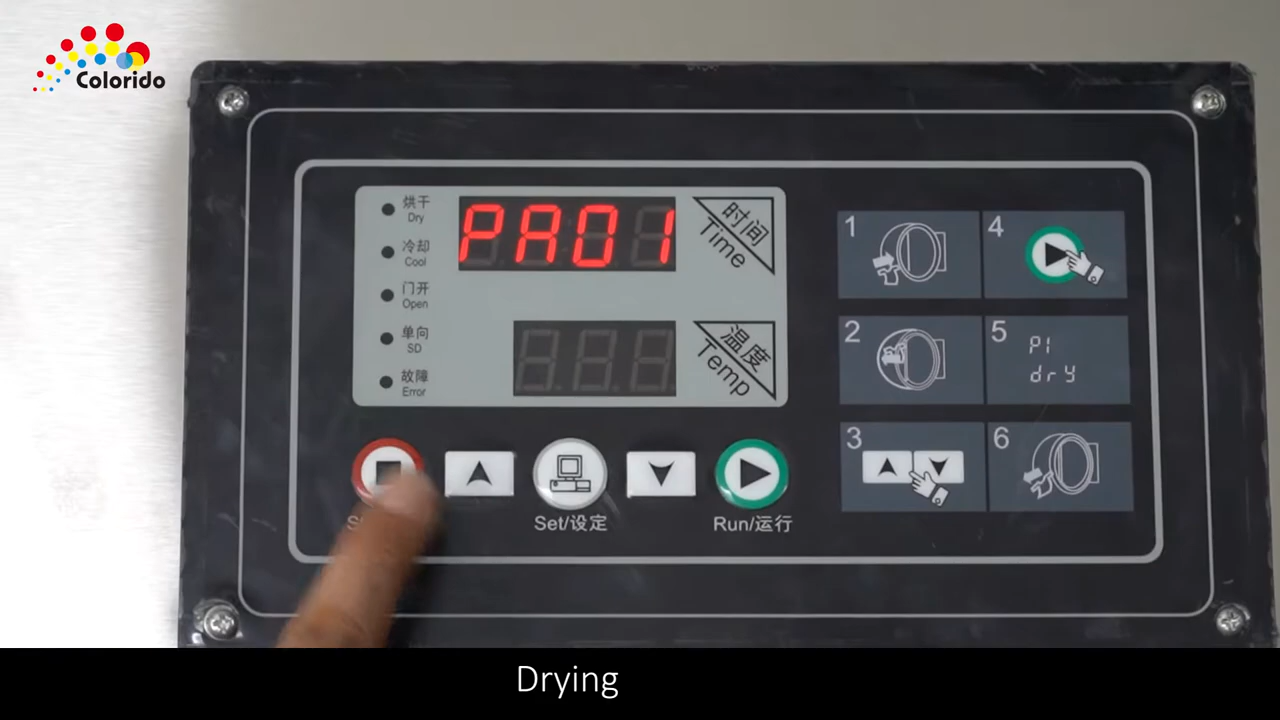 Colorido
烘干
Dry
冷却
Cool
门开
Open
单向
SD
故障
Error
PA01
时间
Time
温度
Temp
Set/设定
Run/运行
1
4
2
5
P1
dry
3
6
Drying